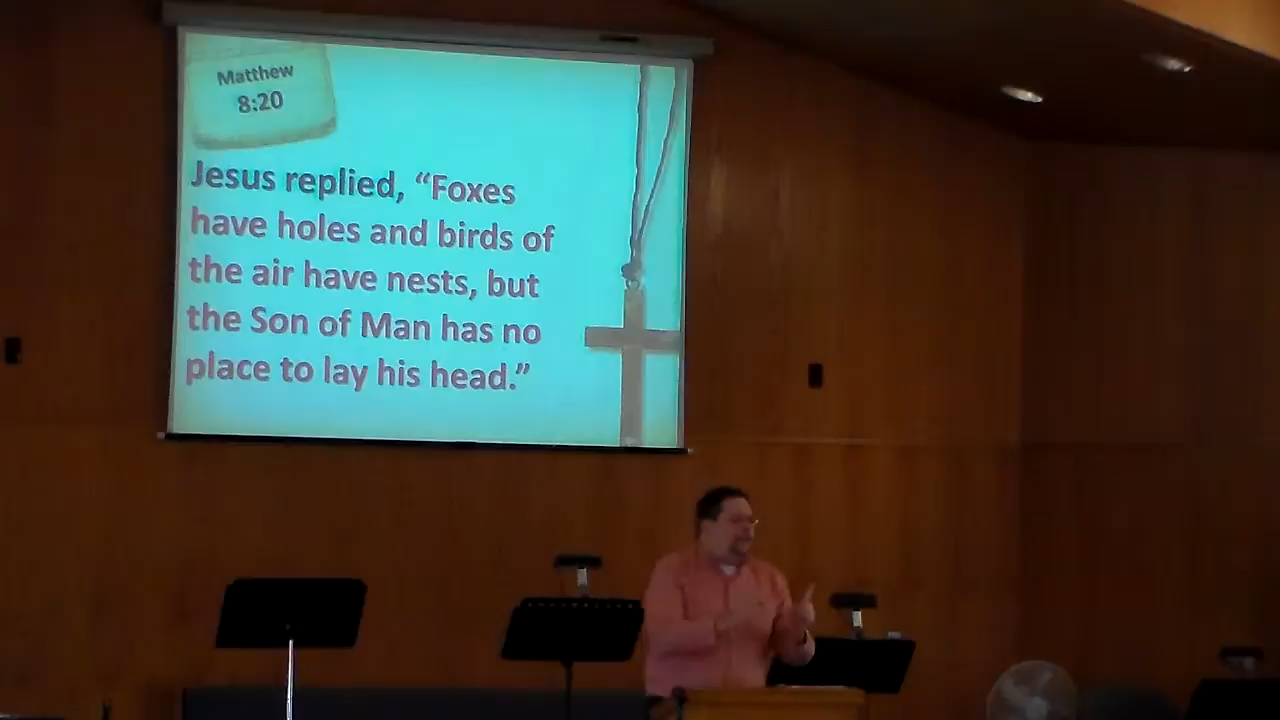 Matthew
8:20
Jesus replied, “Foxes
have holes and birds of
the air have nests, but
the Son of Man has no
place to lay his head.”